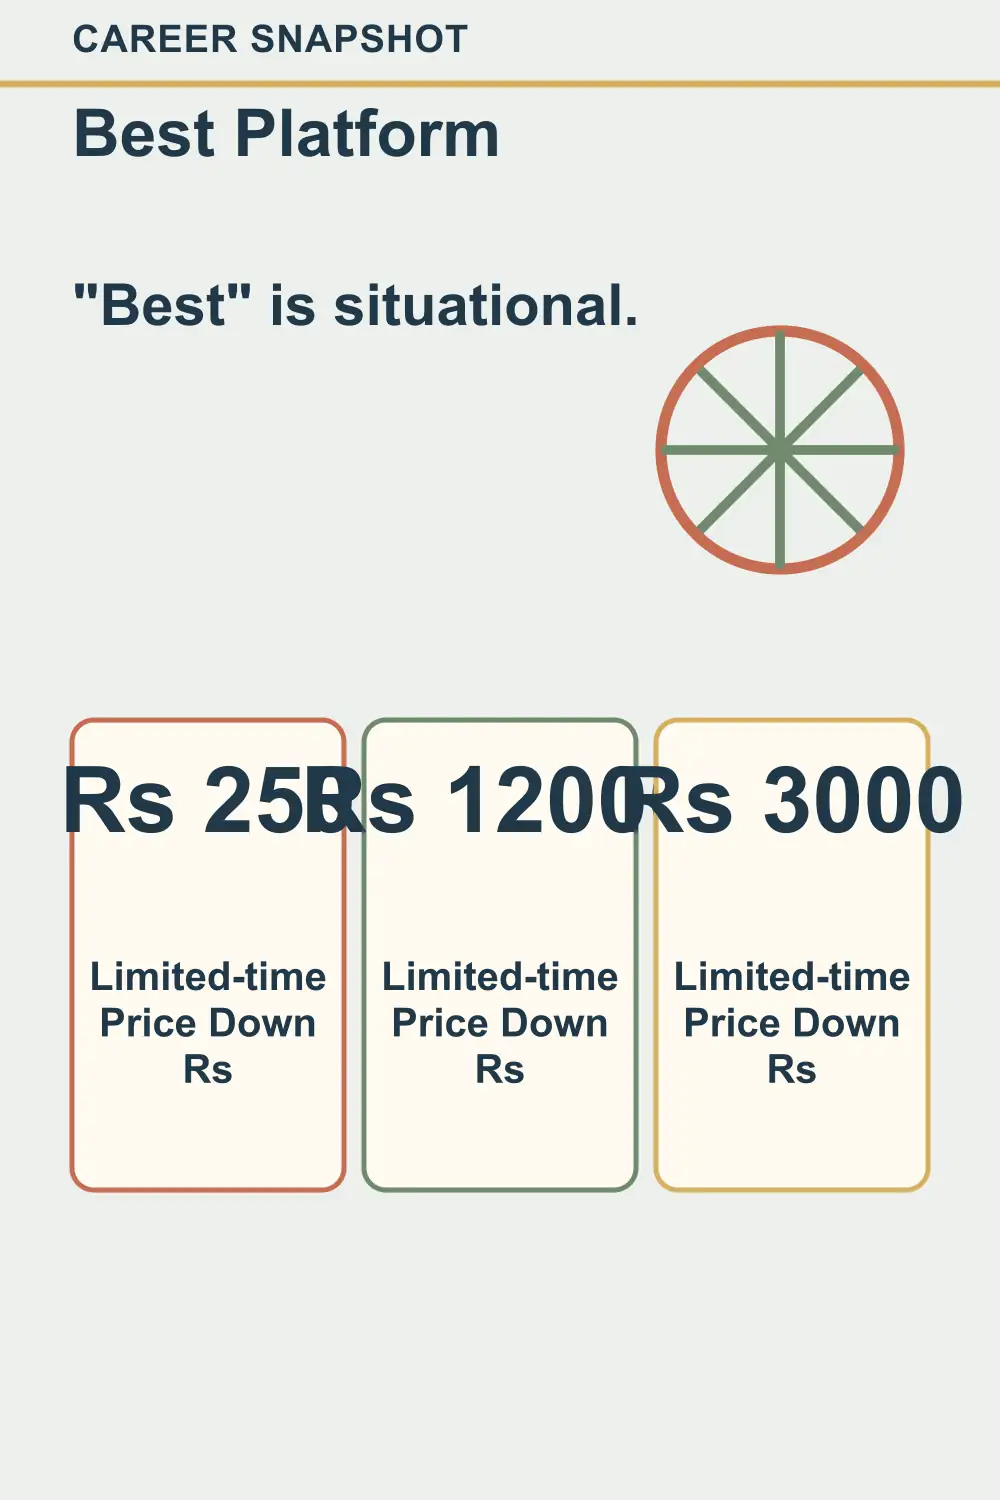 CAREER SNAPSHOT
Best Platform
"Best" is situational.
Rs 250 Rs 1200 Rs 3000
Limited-time Limited-time Limited-time
Price Down Price Down Price Down
Rs Rs Rs